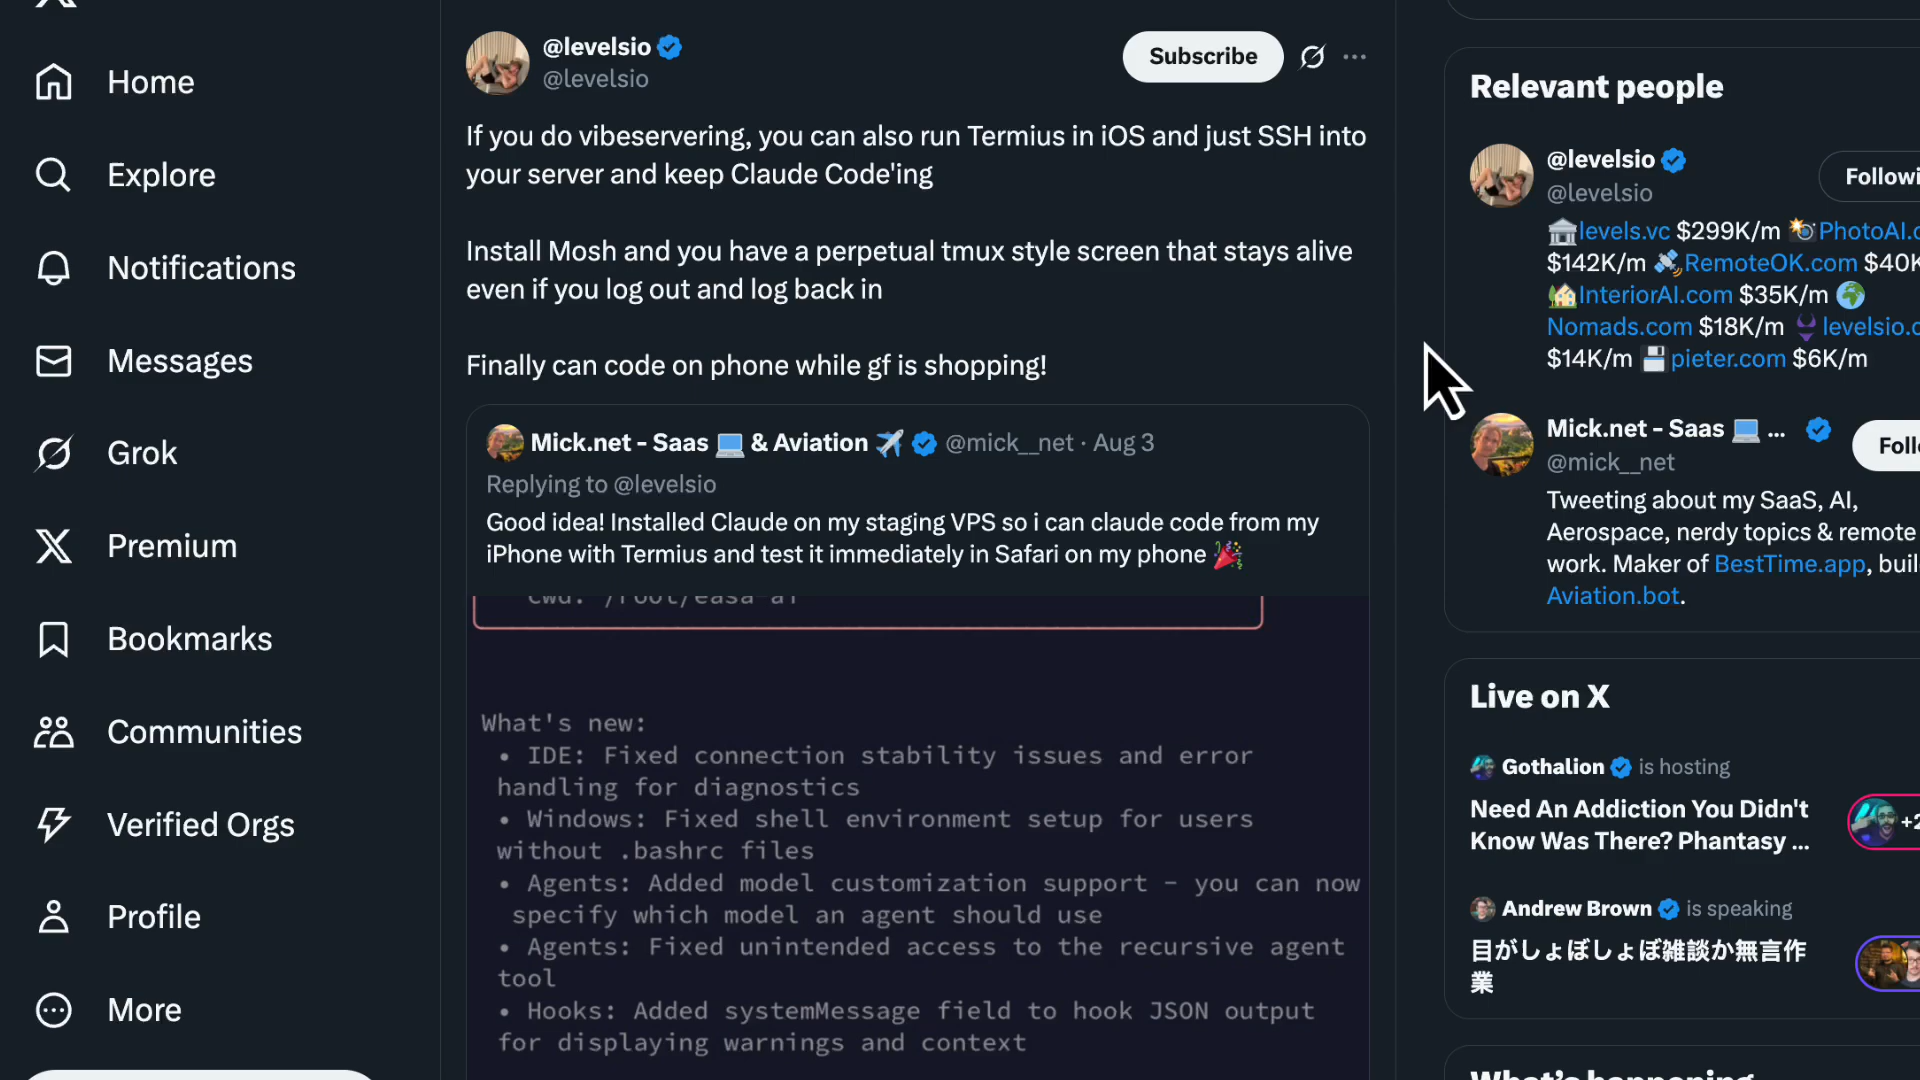 Home
Explore
Notifications
Messages
Grok
Premium
Bookmarks
Communities
Verified Orgs
Profile
More
@levelsio
@levelsio
Subscribe
If you do vibeservering, you can also run Termius in iOS and just SSH into
your server and keep Claude Code'ing
Install Mosh and you have a perpetual tmux style screen that stays alive
even if you log out and log back in
Finally can code on phone while gf is shopping!
Mick.net - Saas 💻 & Aviation ✈️ @mick__net · Aug 3
Replying to @levelsio
Good idea! Installed Claude on my staging VPS so i can claude code from my
iPhone with Termius and test it immediately in Safari on my phone 🎉
cwd: /root/easa-ai
What's new:
• IDE: Fixed connection stability issues and error
handling for diagnostics
• Windows: Fixed shell environment setup for users
without .bashrc files
• Agents: Added model customization support - you can now
specify which model an agent should use
• Agents: Fixed unintended access to the recursive agent
tool
• Hooks: Added systemMessage field to hook JSON output
for displaying warnings and context
Relevant people
@levelsio
@levelsio
Followi
🏛levels.vc $299K/m 📸PhotoAI.c
$142K/m 🛰RemoteOK.com $40K
🏡InteriorAI.com $35K/m 🌍
Nomads.com $18K/m levelsio.c
$14K/m 💾pieter.com $6K/m
Mick.net - Saas 💻 ...
@mick__net
Foll
Tweeting about my SaaS, AI,
Aerospace, nerdy topics & remote
work. Maker of BestTime.app, buil
Aviation.bot.
Live on X
Gothalion is hosting
Need An Addiction You Didn't
Know Was There? Phantasy ...
+2
Andrew Brown is speaking
目がしょぼしょぼ雑談か無言作
業
What's happening